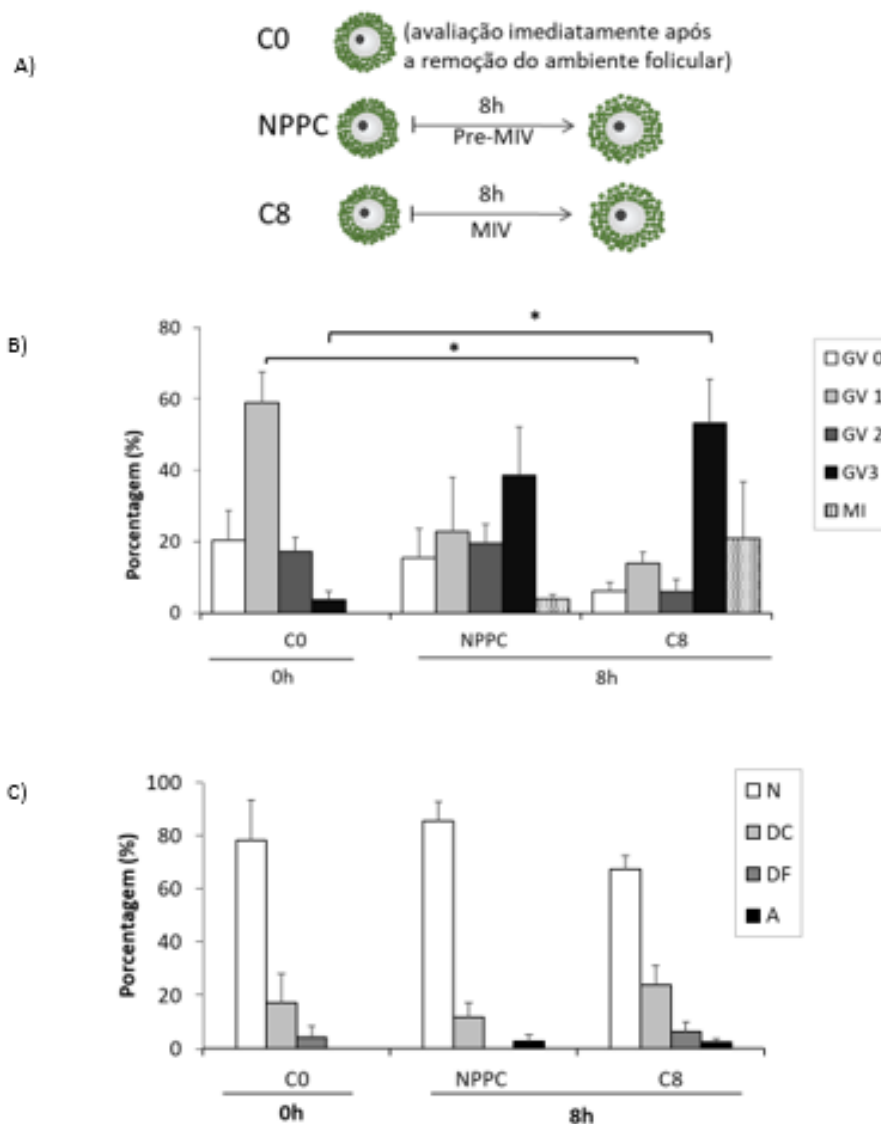 A)
C0
(avaliação imediatamente após
a remoção do ambiente folicular)
NPPC
8h
Pre-MIV
C8
8h
MIV
B)
Porcentagem (%)
80
60
40
20
0
*
*
C0
NPPC
C8
0h
8h
GV 0
GV 1
GV 2
GV3
MI
C)
Porcentagem (%)
100
80
60
40
20
0
C0
NPPC
C8
0h
8h
N
DC
DF
A